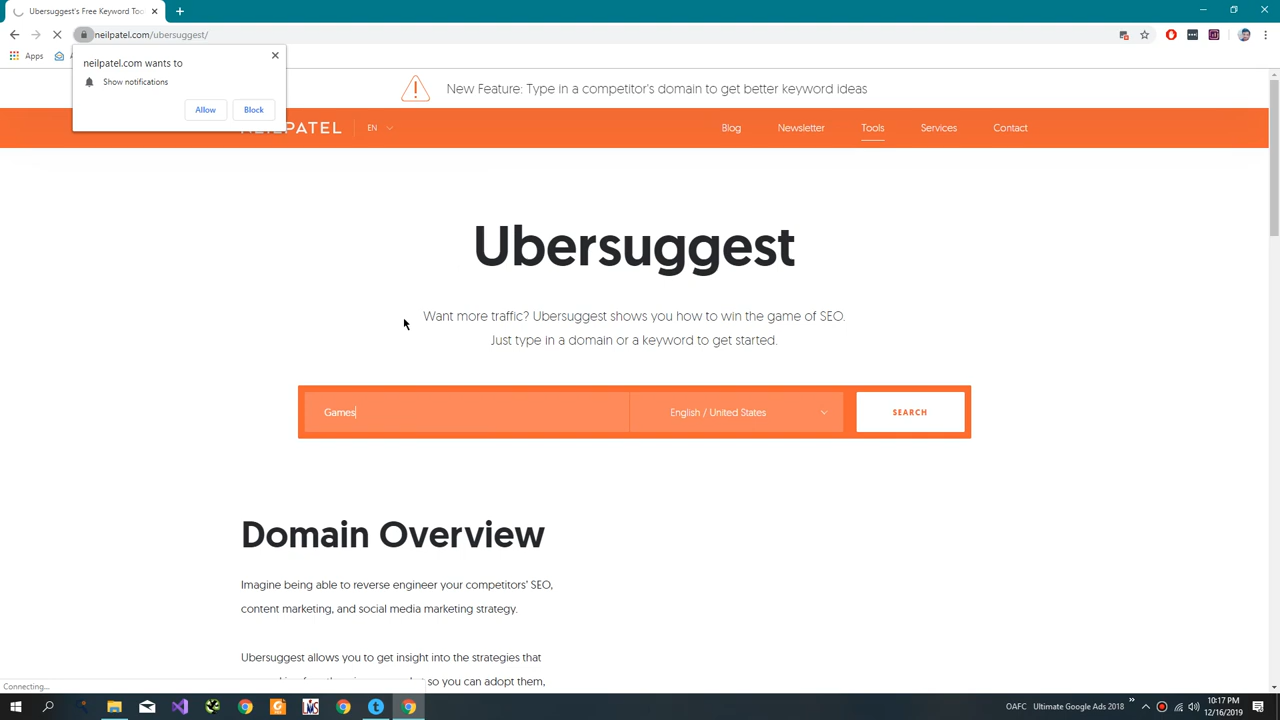 Ubersuggest's Free Keyword Too
neilpatel.com/ubersuggest/
Apps
neilpatel.com wants to
Show notifications
Allow
Block
New Feature: Type in a competitor's domain to get better keyword ideas
NEILPATEL
EN
Blog
Newsletter
Tools
Services
Contact
Ubersuggest
Want more traffic? Ubersuggest shows you how to win the game of SEO.
Just type in a domain or a keyword to get started.
Games
English / United States
SEARCH
Domain Overview
Imagine being able to reverse engineer your competitors' SEO,
content marketing, and social media marketing strategy.
Ubersuggest allows you to get insight into the strategies that
so you can adopt them,
Connecting...
OAFC
Ultimate Google Ads 2018
10:17 PM
12/16/2019